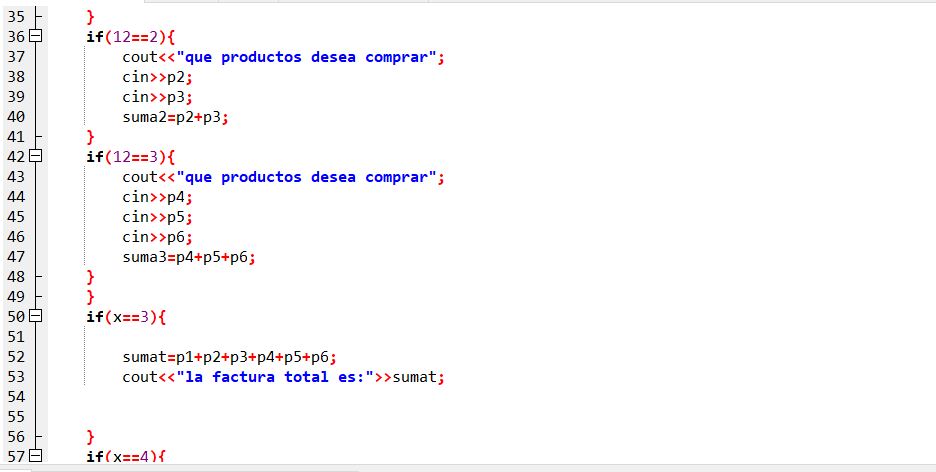 35 }
36 if(12==2){
37 cout<<"que productos desea comprar";
38 cin>>p2;
39 cin>>p3;
40 suma2=p2+p3;
41 }
42 if(12==3){
43 cout<<"que productos desea comprar";
44 cin>>p4;
45 cin>>p5;
46 cin>>p6;
47 suma3=p4+p5+p6;
48 }
49 }
50 if(x==3){
51
52 sumat=p1+p2+p3+p4+p5+p6;
53 cout<<"la factura total es:">>sumat;
54
55
56 }
57 if(x==4){